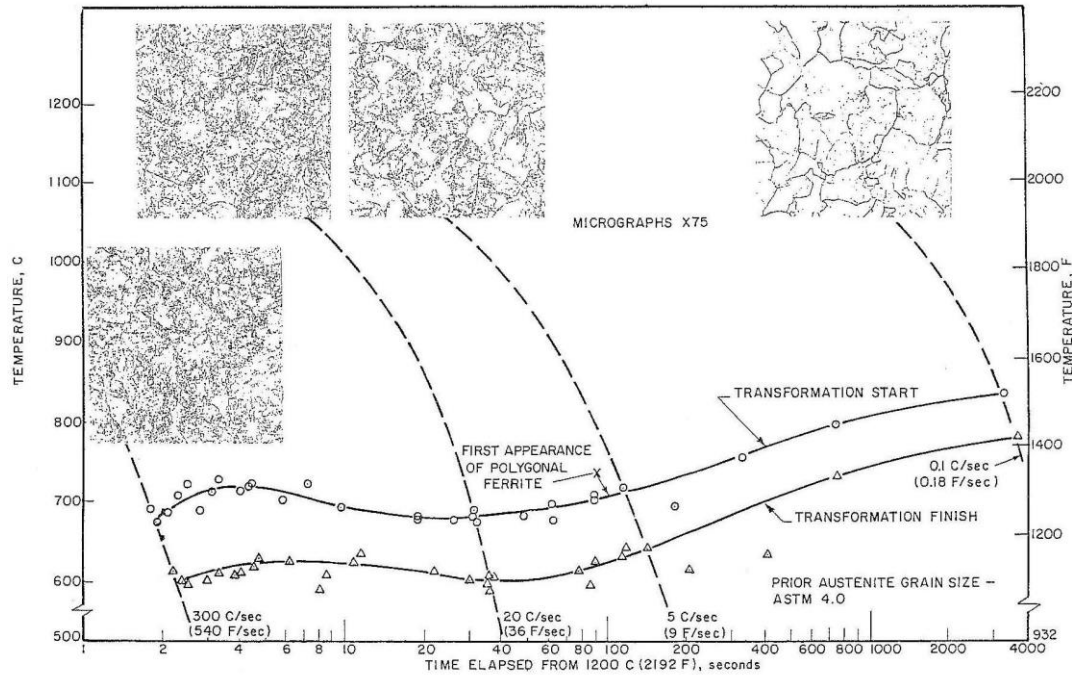 1200
1100
1000
900
800
700
600
500
TEMPERATURE, C
2200
2000
1800
1600
1400
1200
932
TEMPERATURE, F
MICROGRAPHS X75
TRANSFORMATION START
FIRST APPEARANCE
OF POLYGONAL
FERRITE
X
0.1 C/sec
(0.18 F/sec)
TRANSFORMATION FINISH
PRIOR AUSTENITE GRAIN SIZE –
ASTM 4.0
300 C/sec
(540 F/sec)
20 C/sec
(36 F/sec)
5 C/sec
(9 F/sec)
1 2 4 6 8 10 20 40 60 80 100 200 400 600 1000 2000 4000
TIME ELAPSED FROM 1200 C (2192 F), seconds